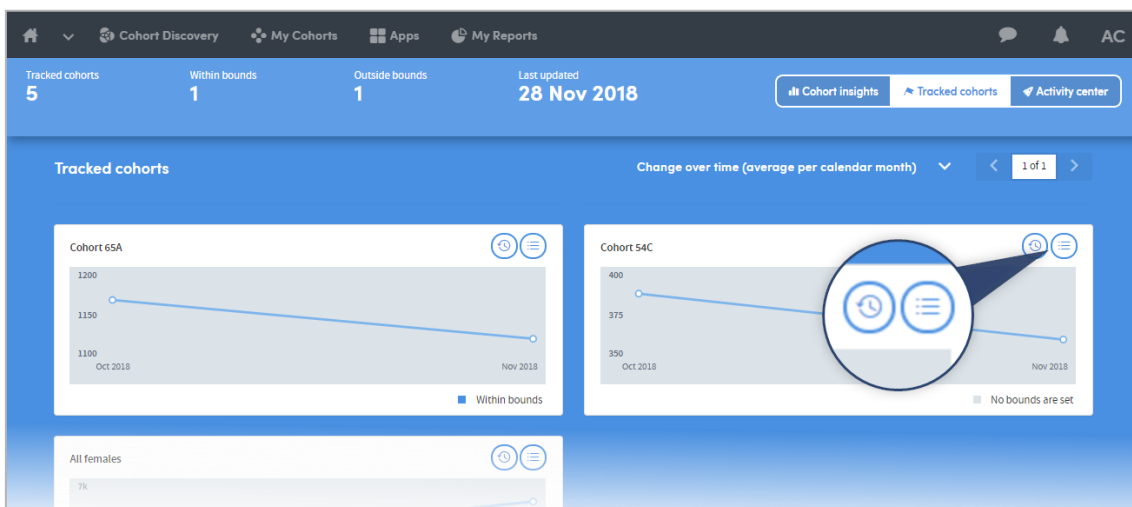 Cohort Discovery My Cohorts Apps My Reports AC
Tracked cohorts Within bounds Outside bounds Last updated
5 1 1 28 Nov 2018
Cohort insights Tracked cohorts Activity center
Tracked cohorts Change over time (average per calendar month) 1 of 1
Cohort 65A
1200
1150
1100
Oct 2018 Nov 2018
Within bounds
Cohort 54C
400
375
350
Oct 2018 Nov 2018
No bounds are set
All females
7k